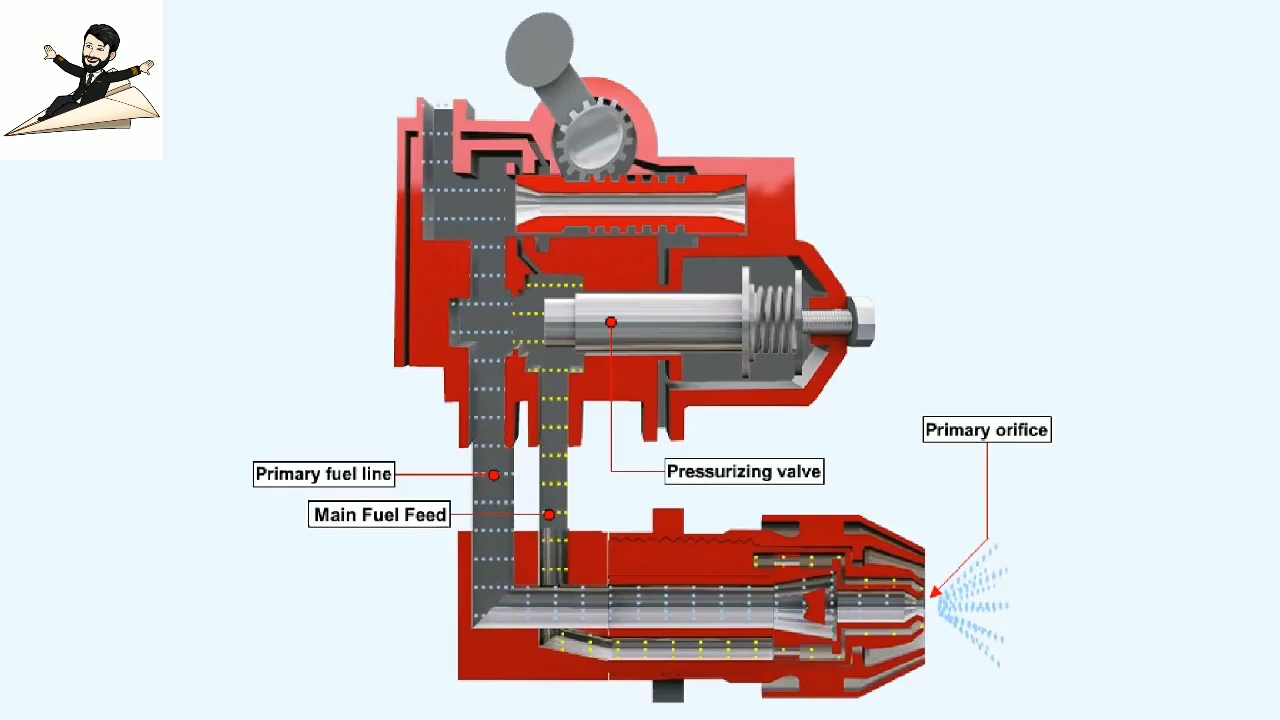 Primary orifice
Primary fuel line
Pressurizing valve
Main Fuel Feed